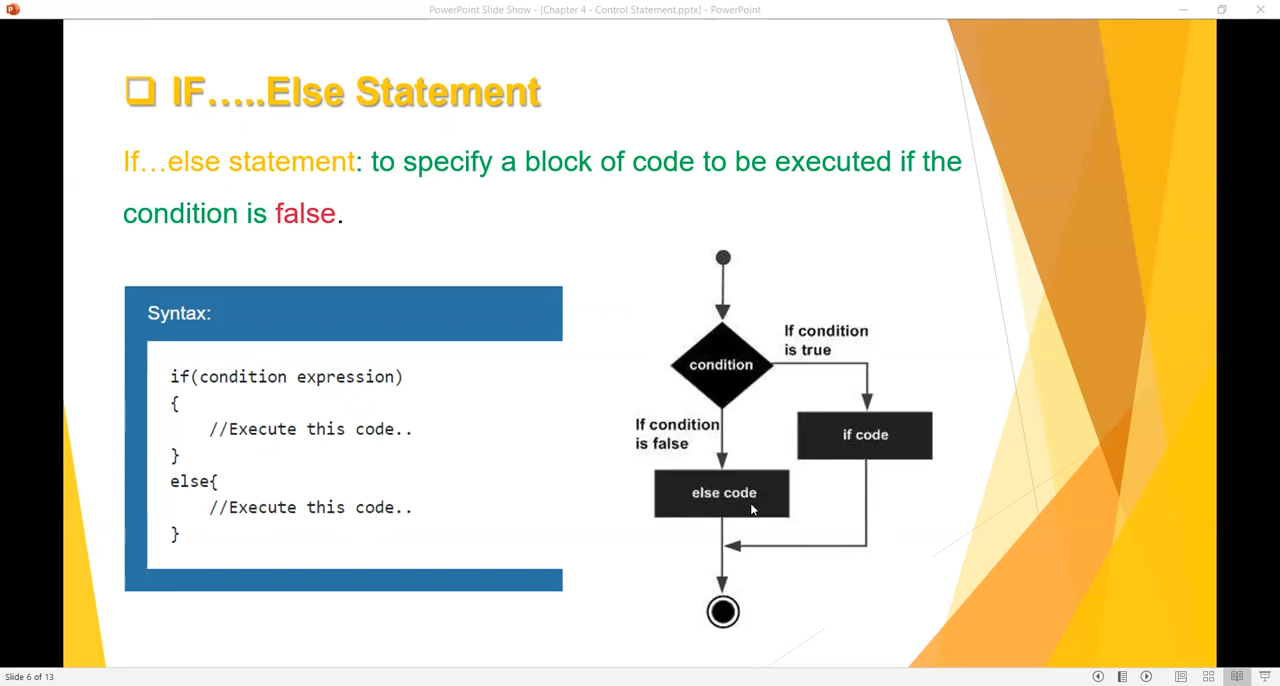 PowerPoint Slide Show - [Chapter 4 - Control Statement.pptx] - PowerPoint
IF…..Else Statement
If…else statement: to specify a block of code to be executed if the
condition is false.
Syntax:
if(condition expression)
{
//Execute this code..
}
else{
//Execute this code..
}
condition
If condition
is true
If condition
is false
if code
else code
Slide 6 of 13